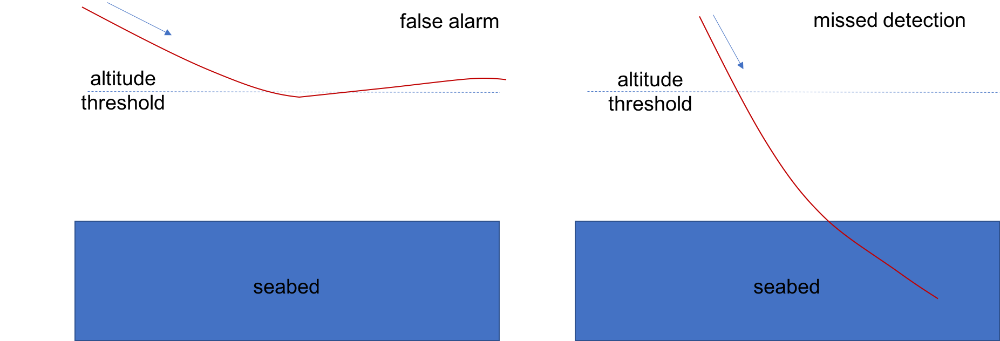 false alarm
altitude
threshold
seabed
missed detection
altitude
threshold
seabed